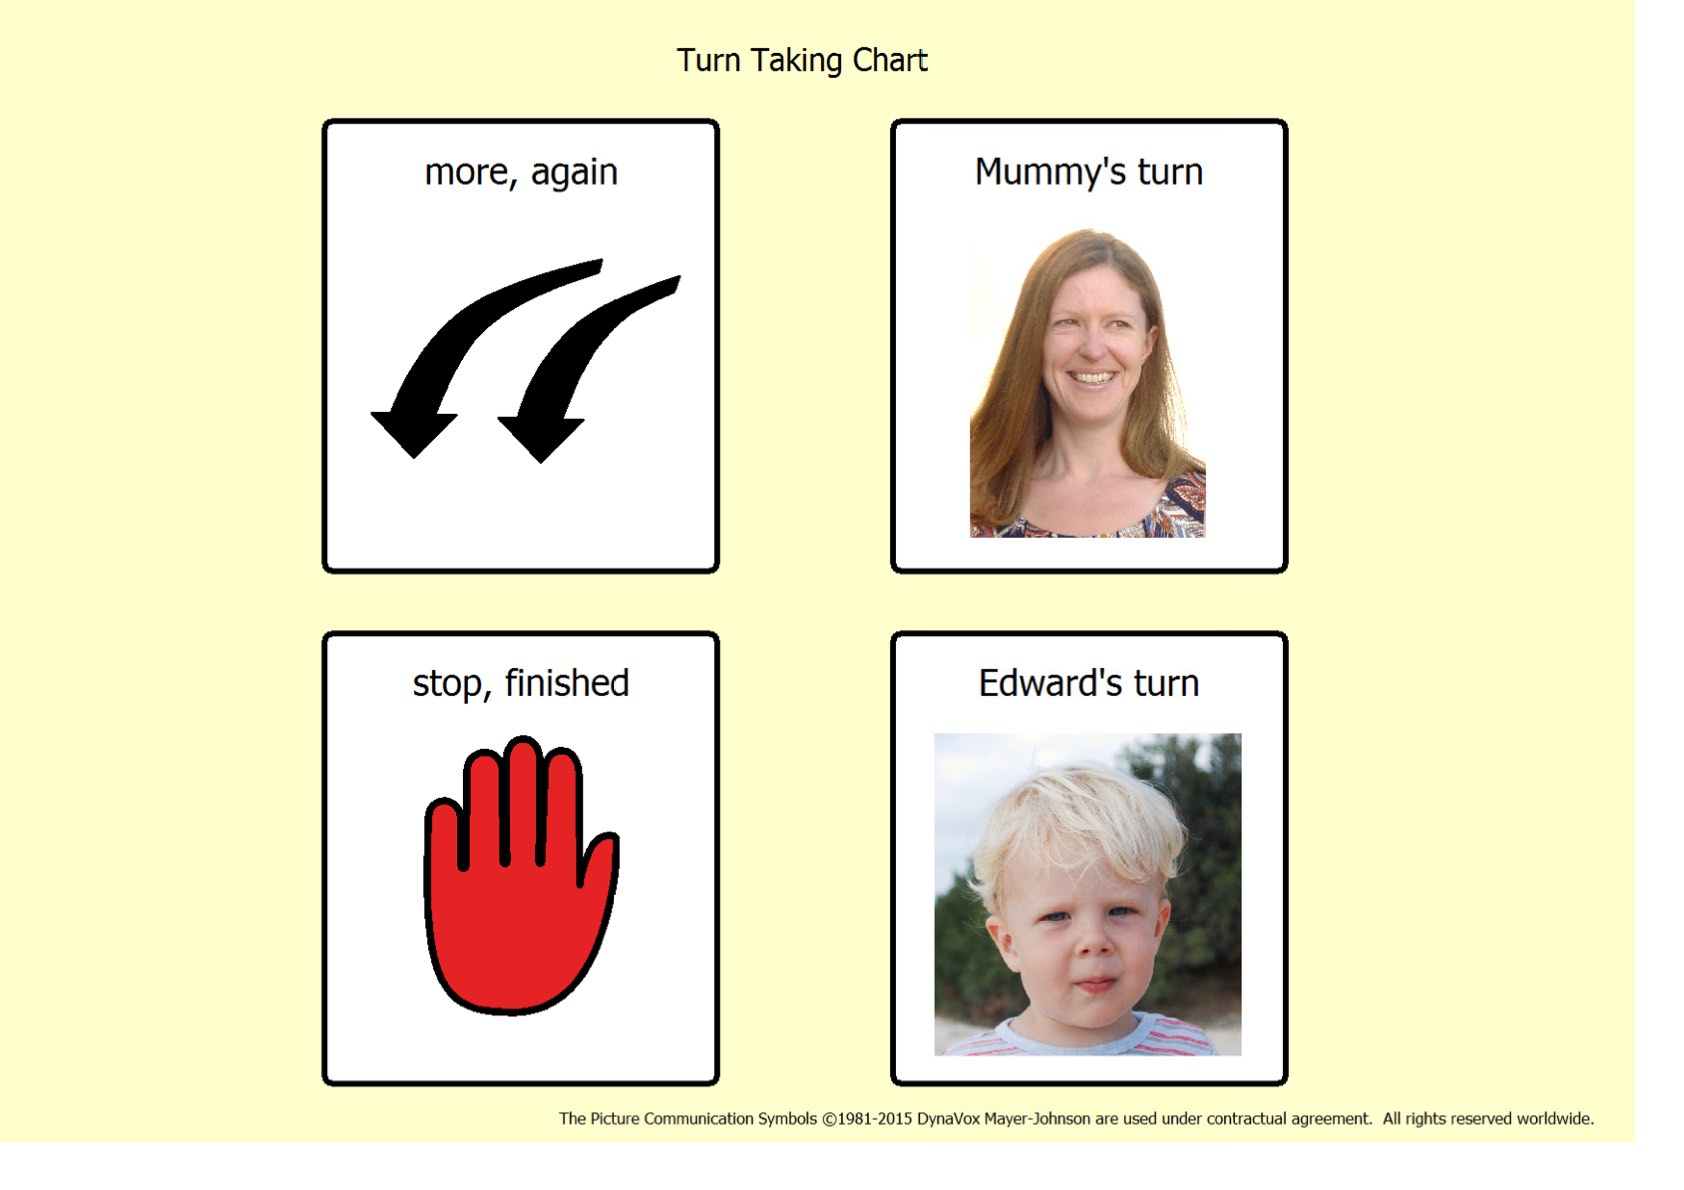 Turn Taking Chart
more, again
Mummy's turn
stop, finished
Edward's turn
The Picture Communication Symbols ©1981-2015 DynaVox Mayer-Johnson are used under contractual agreement.  All rights reserved worldwide.